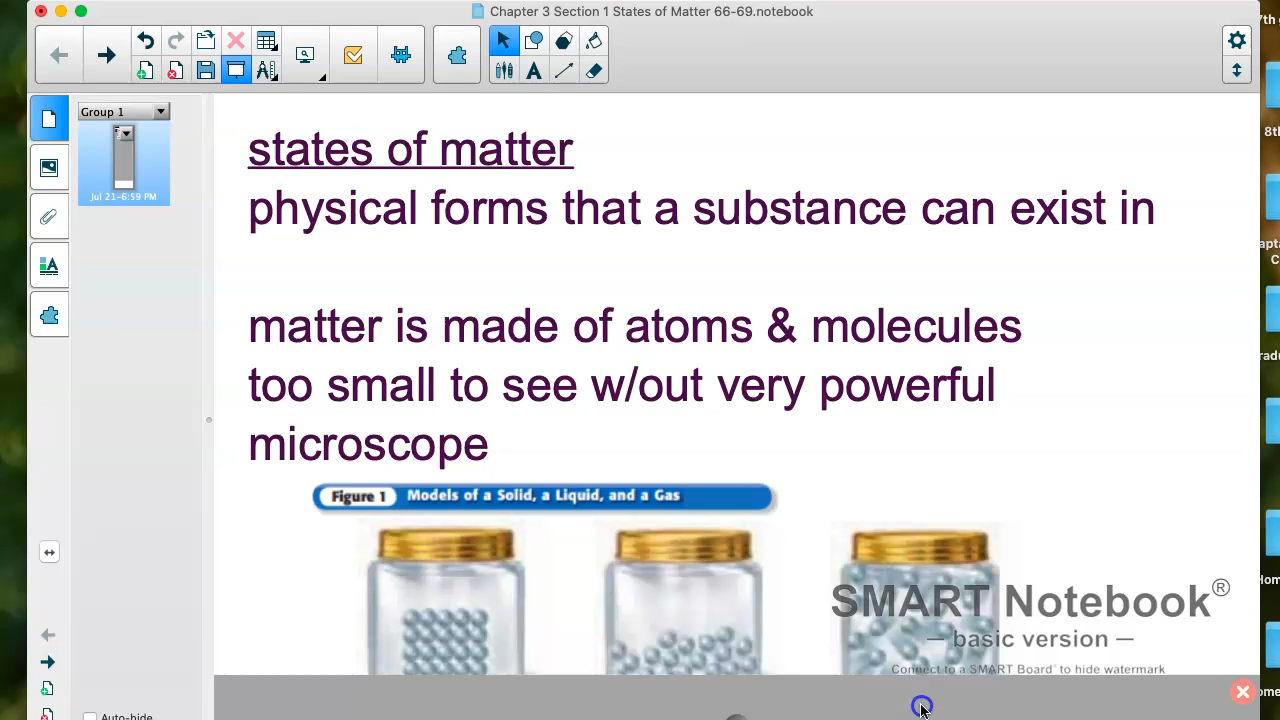 Chapter 3 Section 1 States of Matter 66-69.notebook
Group 1
Jul 21-6:59 PM
states of matter
physical forms that a substance can exist in
matter is made of atoms & molecules
too small to see w/out very powerful
microscope
Figure 1 Models of a Solid, a Liquid, and a Gas
SMART Notebook®
— basic version —
Connect to a SMART Board™ to hide watermark
Auto-hide
7th
8th